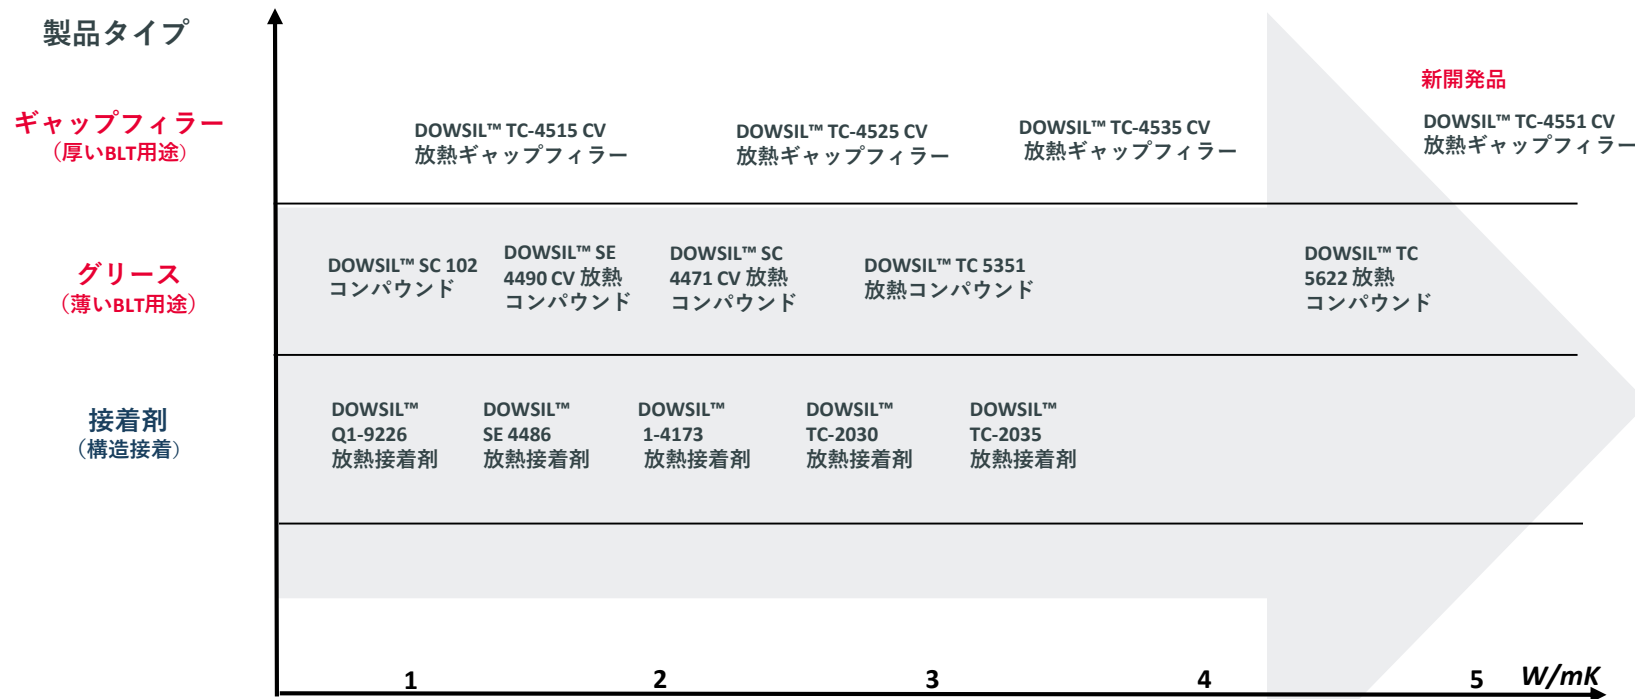 製品タイプ
新開発品
ギャップフィラー
（厚いBLT用途）
DOWSIL™ TC-4515 CV
放熱ギャップフィラー
DOWSIL™ TC-4525 CV
放熱ギャップフィラー
DOWSIL™ TC-4535 CV
放熱ギャップフィラー
DOWSIL™ TC-4551 CV
放熱ギャップフィラー
グリース
（薄いBLT用途）
DOWSIL™ SC 102
コンパウンド
DOWSIL™ SE
4490 CV 放熱
コンパウンド
DOWSIL™ SC
4471 CV 放熱
コンパウンド
DOWSIL™ TC 5351
放熱コンパウンド
DOWSIL™ TC
5622 放熱
コンパウンド
接着剤
（構造接着）
DOWSIL™
Q1-9226
放熱接着剤
DOWSIL™
SE 4486
放熱接着剤
DOWSIL™
1-4173
放熱接着剤
DOWSIL™
TC-2030
放熱接着剤
DOWSIL™
TC-2035
放熱接着剤
1 2 3 4 5 W/mK